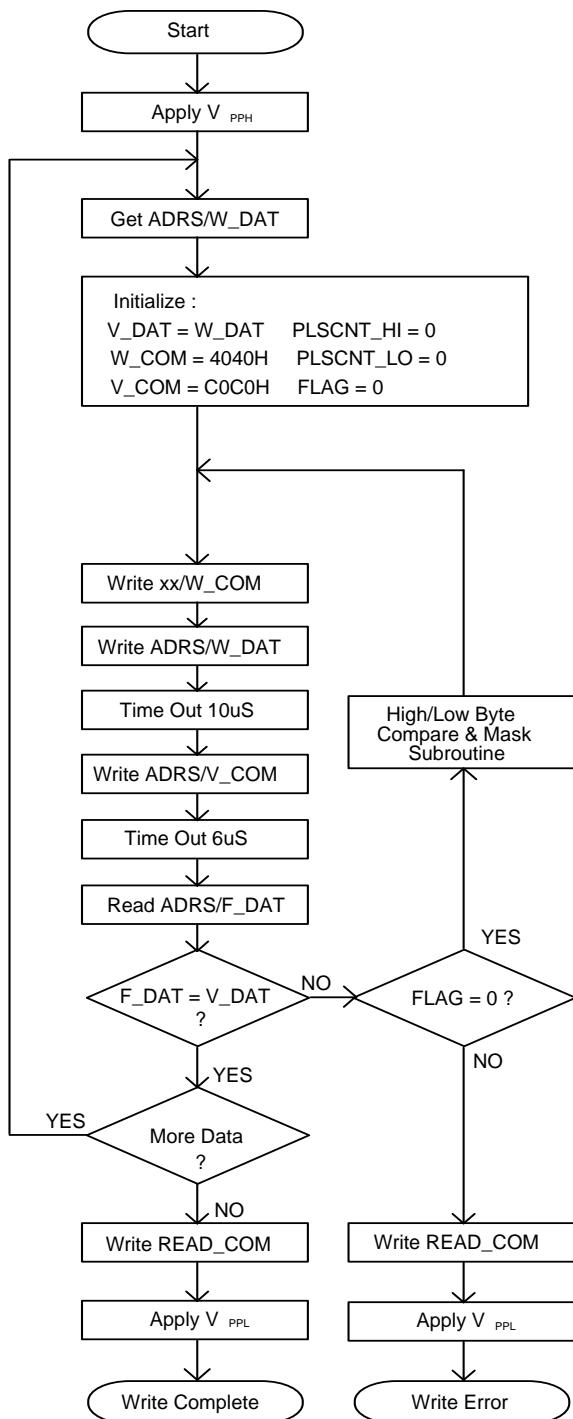 Start
Apply V PPH
Get ADRS/W_DAT
Initialize :
V_DAT = W_DAT PLSCNT_HI = 0
W_COM = 4040H PLSCNT_LO = 0
V_COM = C0C0H FLAG = 0
Write xx/W_COM
Write ADRS/W_DAT
Time Out 10uS
Write ADRS/V_COM
Time Out 6uS
Read ADRS/F_DAT
High/Low Byte
Compare & Mask
Subroutine
YES
F_DAT = V_DAT
?
NO
FLAG = 0 ?
YES
NO
YES
More Data
?
NO
Write READ_COM
Write READ_COM
Apply V PPL
Apply V PPL
Write Complete
Write Error